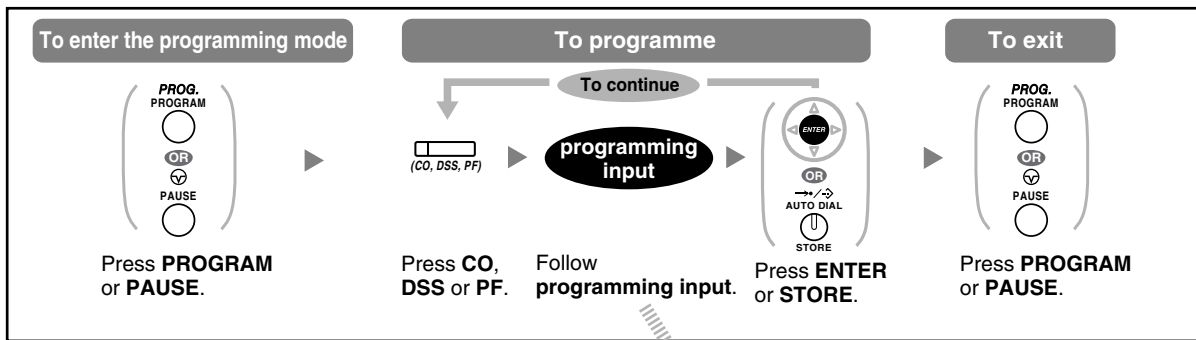 To enter the programming mode
To programme
To exit
To continue
PROG.
PROGRAM
OR
PAUSE
(CO, DSS, PF)
programming
input
ENTER
OR
AUTO DIAL
STORE
PROG.
PROGRAM
OR
PAUSE
Press PROGRAM
or PAUSE.
Press CO,
DSS or PF.
Follow
programming input.
Press ENTER
or STORE.
Press PROGRAM
or PAUSE.